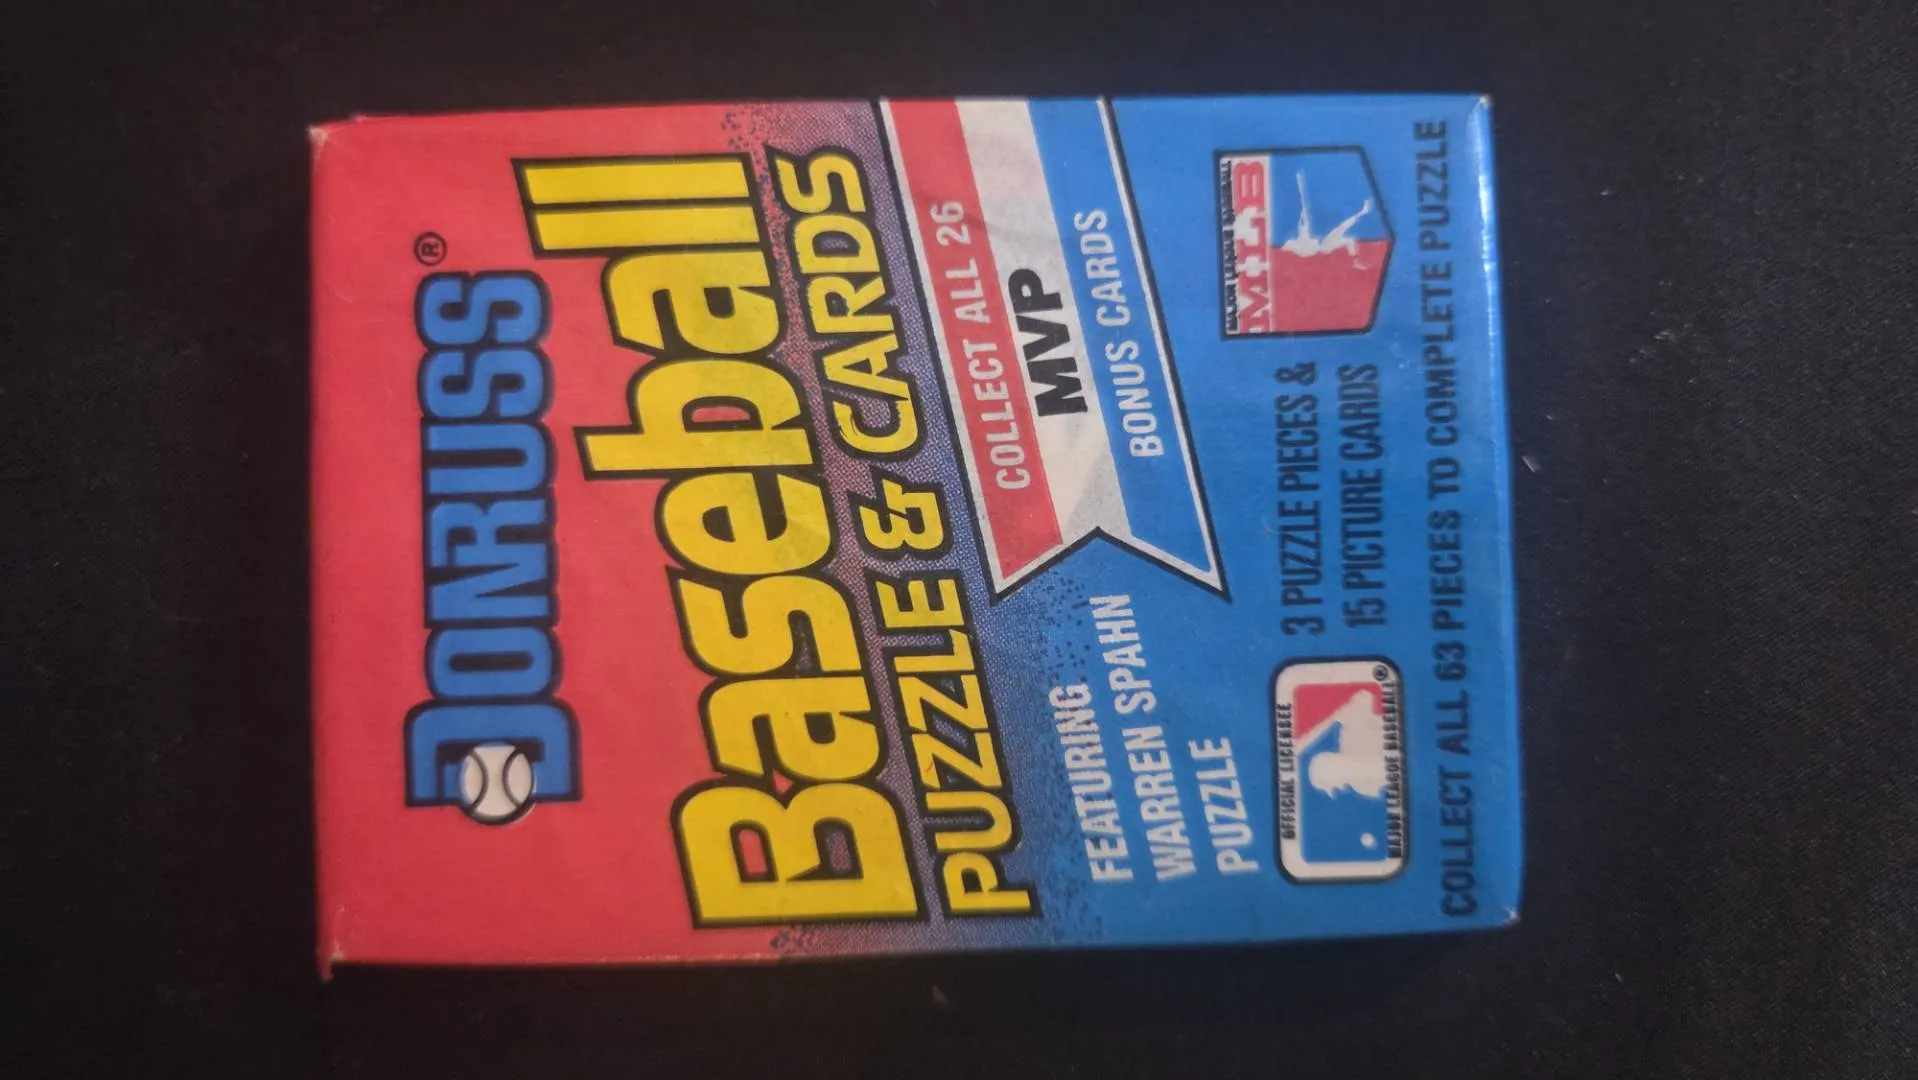 DONRUSS®
Baseball
PUZZLE & CARDS
COLLECT ALL 26
MVP
BONUS CARDS
FEATURING
WARREN SPAHN
PUZZLE
3 PUZZLE PIECES &
15 PICTURE CARDS
OFFICIAL LICENSEE
MAJOR LEAGUE BASEBALL®
COLLECT ALL 63 PIECES TO COMPLETE PUZZLE